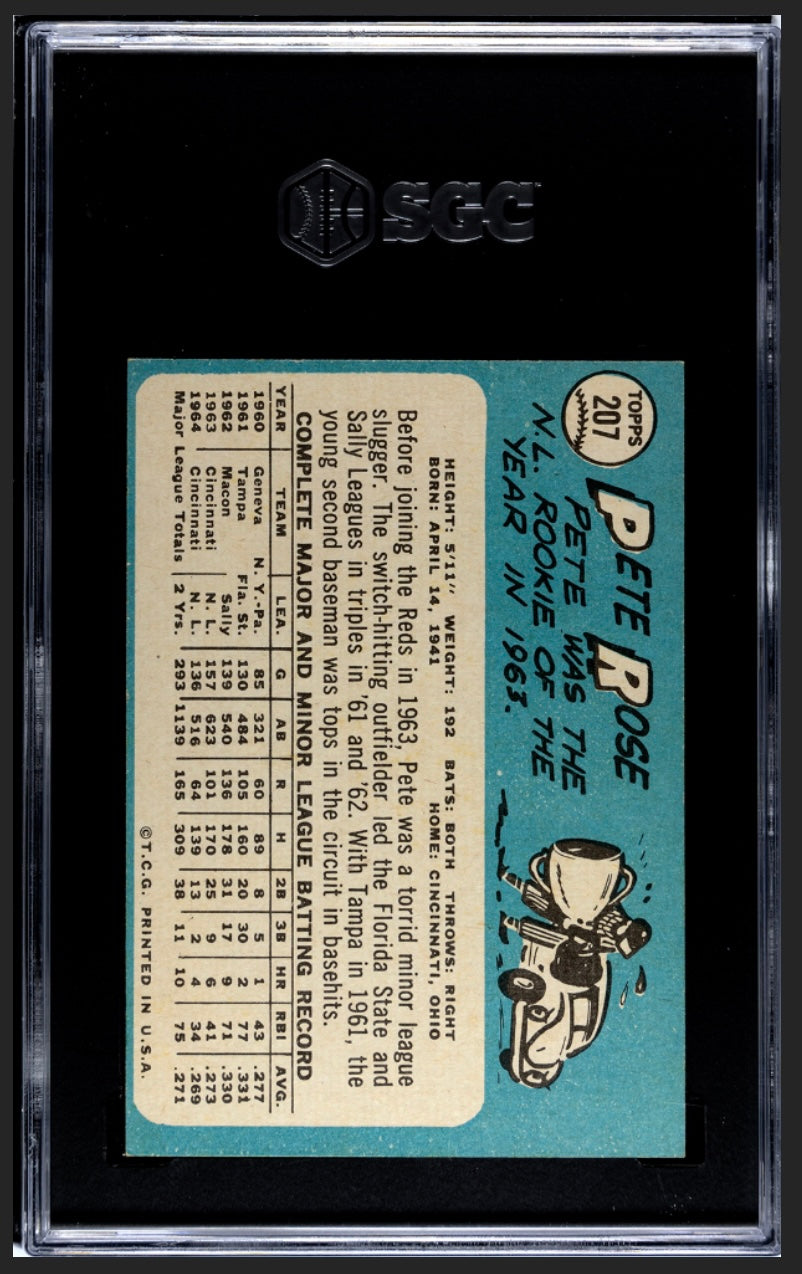 SGC
TOPPS
207
PETE ROSE
PETE WAS THE
N.L. ROOKIE OF THE
YEAR IN 1963.
HEIGHT: 5'11" WEIGHT: 192 BATS: BOTH THROWS: RIGHT
BORN: APRIL 14, 1941 HOME: CINCINNATI, OHIO
Before joining the Reds in 1963, Pete was a torrid minor league
slugger. The switch-hitting outfielder led the Florida State and
Sally Leagues in triples in '61 and '62. With Tampa in 1961, the
young second baseman was tops in the circuit in basehits.
COMPLETE MAJOR AND MINOR LEAGUE BATTING RECORD
YEAR TEAM LEA. G AB R H 2B 3B HR RBI AVG.
1960 Geneva N. Y.-Pa. 85 321 60 89 8 5 1 43 .277
1961 Tampa Fla. St. 130 484 105 160 20 30 2 77 .331
1962 Macon Sally 139 540 136 178 31 17 9 71 .330
1963 Cincinnati N. L. 157 623 101 170 25 9 6 41 .273
1964 Cincinnati N. L. 136 516 64 139 13 2 4 34 .269
Major League Totals 2 Yrs. 293 1139 165 309 38 11 10 75 .271
©T.C.G. PRINTED IN U.S.A.